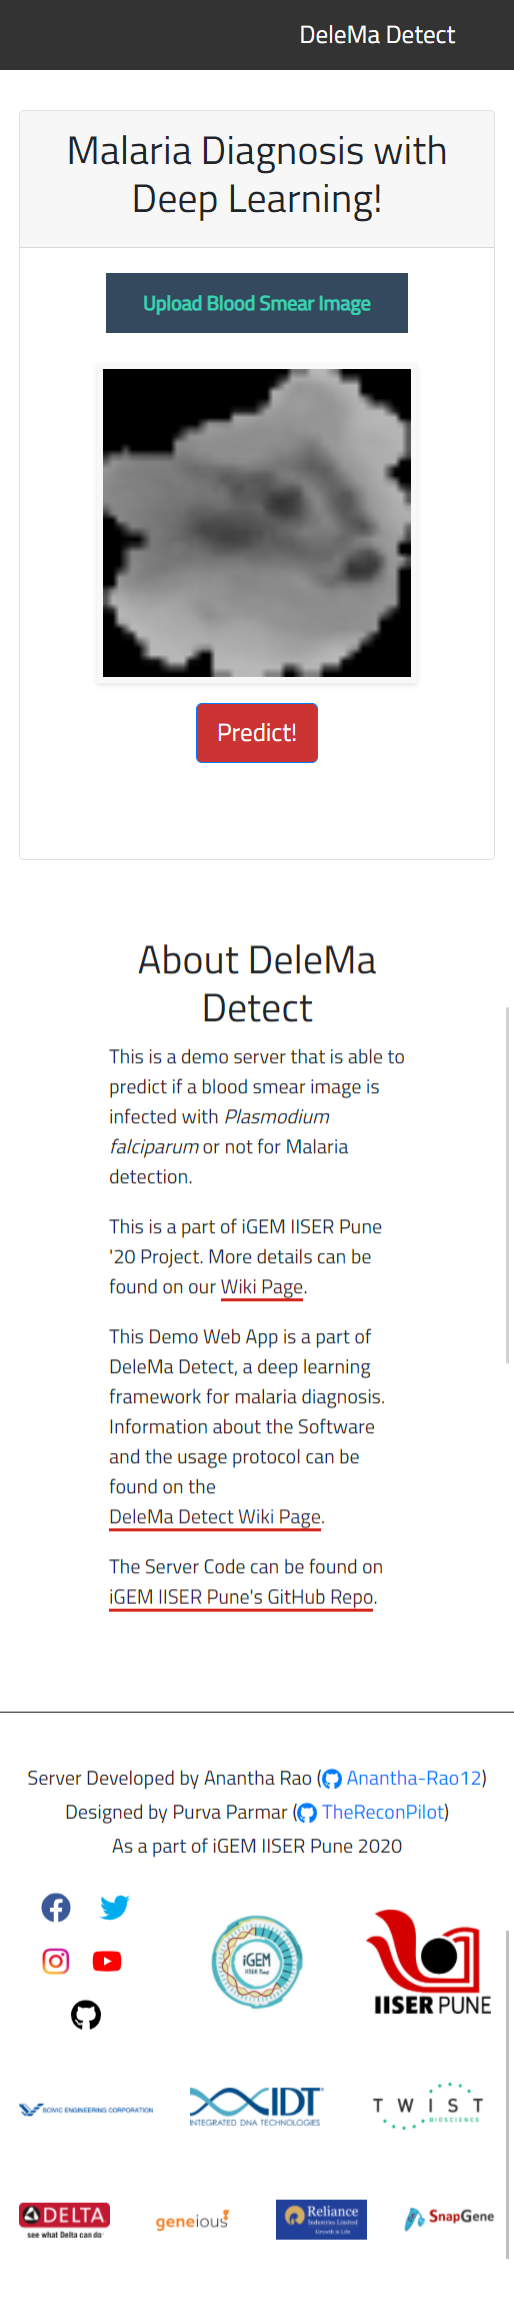 DeleMa Detect
Malaria Diagnosis with
Deep Learning!
Upload Blood Smear Image
Predict!
About DeleMa
Detect
This is a demo server that is able to
predict if a blood smear image is
infected with Plasmodium
falciparum or not for Malaria
detection.
This is a part of iGEM IISER Pune
'20 Project. More details can be
found on our Wiki Page.
This Demo Web App is a part of
DeleMa Detect, a deep learning
framework for malaria diagnosis.
Information about the Software
and the usage protocol can be
found on the
DeleMa Detect Wiki Page.
The Server Code can be found on
iGEM IISER Pune's GitHub Repo.
Server Developed by Anantha Rao ( Anantha-Rao12)
Designed by Purva Parmar ( TheReconPilot)
As a part of iGEM IISER Pune 2020
iGEM
IISER Pune
IISER PUNE
SCIVIC ENGINEERING CORPORATION
IDT
INTEGRATED DNA TECHNOLOGIES
TWIST
BIOSCIENCE
DELTA
see what Delta can do
geneious
Reliance
Industries Limited
Growth is Life
SnapGene